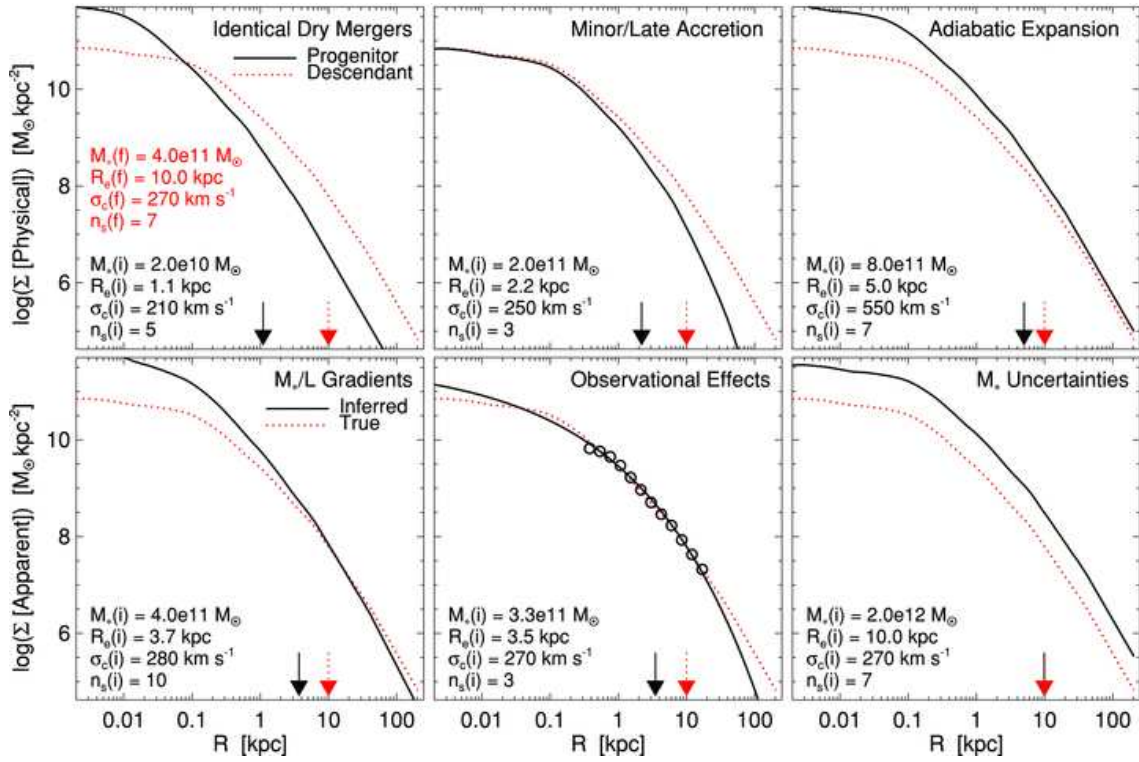 Identical Dry Mergers
Progenitor
Descendant
M*(f) = 4.0e11 M☉
Re(f) = 10.0 kpc
σc(f) = 270 km s⁻¹
ns(f) = 7
M*(i) = 2.0e10 M☉
Re(i) = 1.1 kpc
σc(i) = 210 km s⁻¹
ns(i) = 5
Minor/Late Accretion
M*(i) = 2.0e11 M☉
Re(i) = 2.2 kpc
σc(i) = 250 km s⁻¹
ns(i) = 3
Adiabatic Expansion
M*(i) = 8.0e11 M☉
Re(i) = 5.0 kpc
σc(i) = 550 km s⁻¹
ns(i) = 7
log(Σ [Physical]) [M☉ kpc⁻²]
10
8
6
M*/L Gradients
Inferred
True
M*(i) = 4.0e11 M☉
Re(i) = 3.7 kpc
σc(i) = 280 km s⁻¹
ns(i) = 10
Observational Effects
M*(i) = 3.3e11 M☉
Re(i) = 3.5 kpc
σc(i) = 270 km s⁻¹
ns(i) = 3
M* Uncertainties
M*(i) = 2.0e12 M☉
Re(i) = 10.0 kpc
σc(i) = 270 km s⁻¹
ns(i) = 7
log(Σ [Apparent]) [M☉ kpc⁻²]
10
8
6
0.01 0.1 1 10 100
0.01 0.1 1 10 100
0.01 0.1 1 10 100
R [kpc]
R [kpc]
R [kpc]